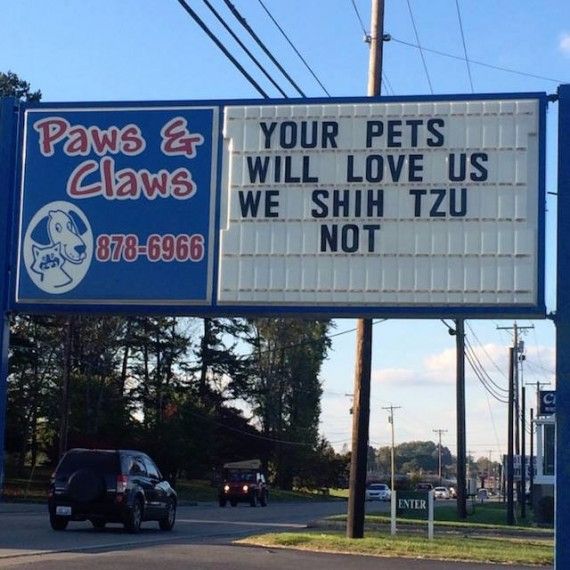 Paws &
Claws
878-6966
YOUR PETS
WILL LOVE US
WE SHIH TZU
NOT
ENTER